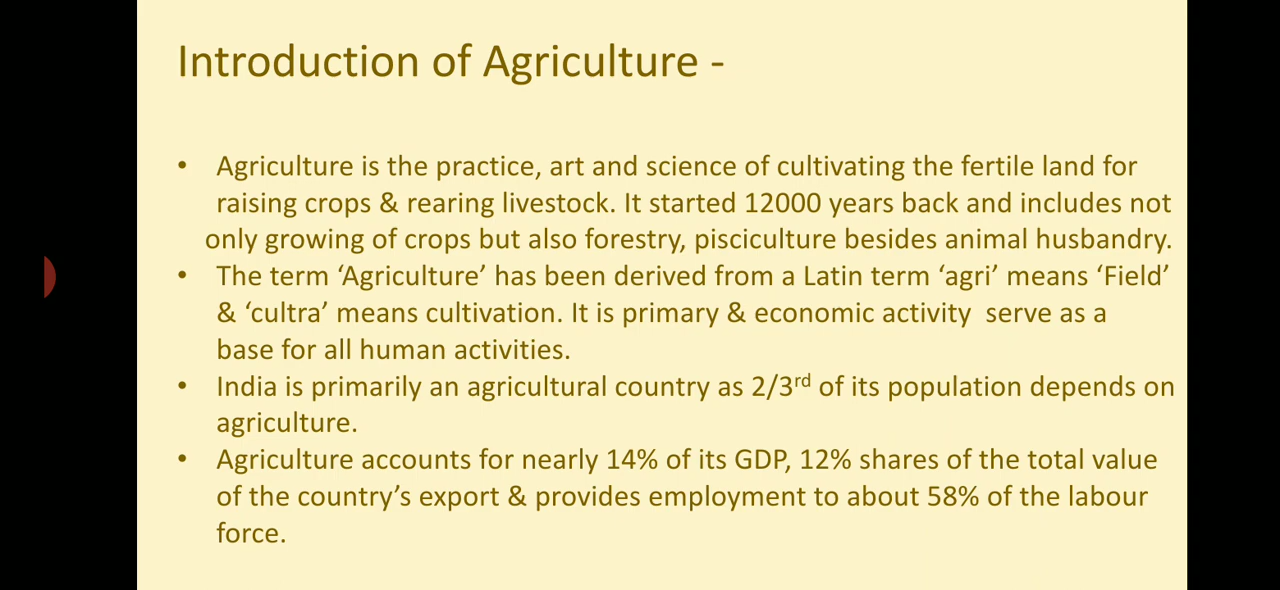 Introduction of Agriculture -
• Agriculture is the practice, art and science of cultivating the fertile land for
raising crops & rearing livestock. It started 12000 years back and includes not
only growing of crops but also forestry, pisciculture besides animal husbandry.
• The term ‘Agriculture’ has been derived from a Latin term ‘agri’ means ‘Field’
& ‘cultra’ means cultivation. It is primary & economic activity  serve as a
base for all human activities.
• India is primarily an agricultural country as 2/3rd of its population depends on
agriculture.
• Agriculture accounts for nearly 14% of its GDP, 12% shares of the total value
of the country’s export & provides employment to about 58% of the labour
force.